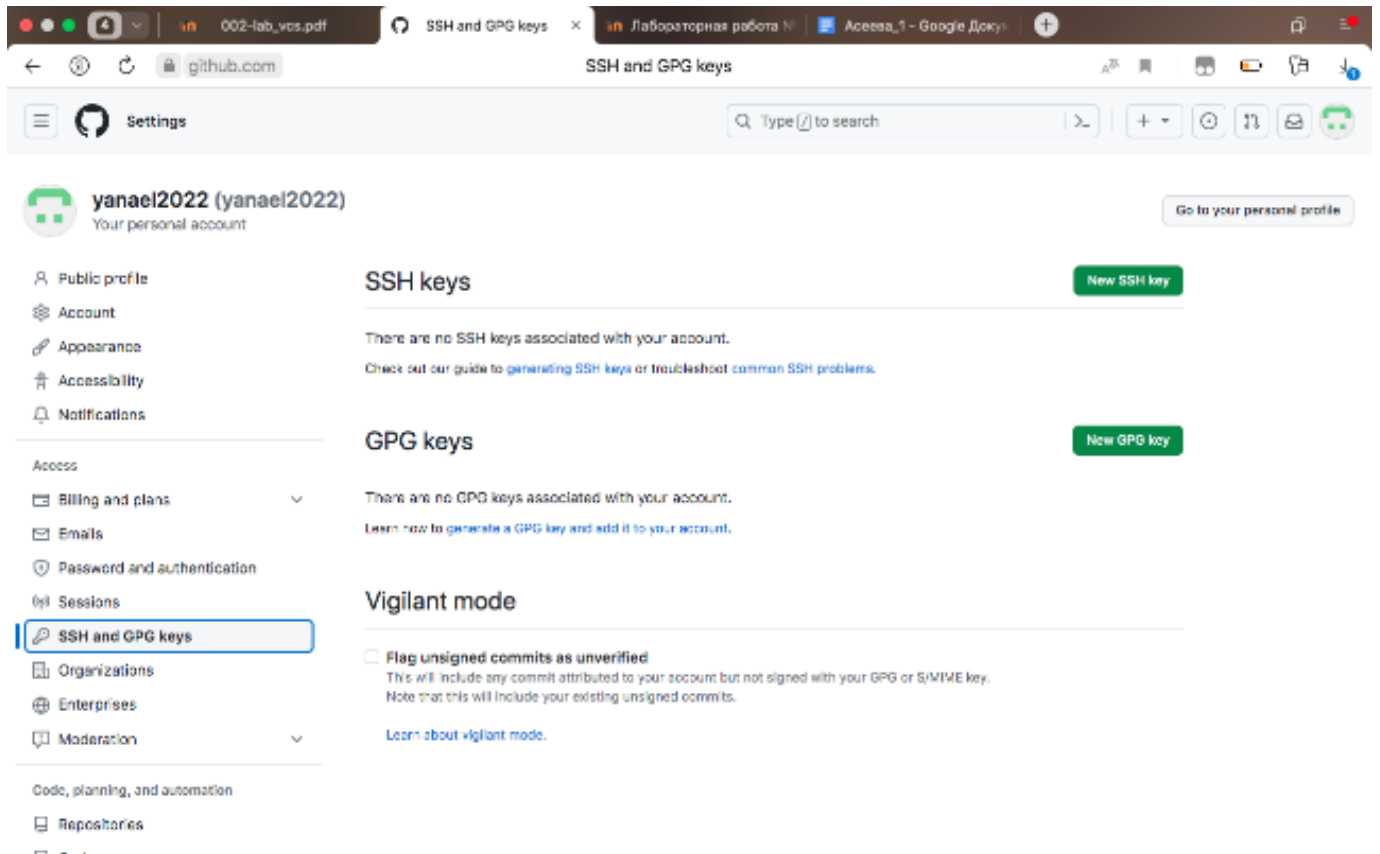 4 002-lab_vcs.pdf SSH and GPG keys × Лабораторная работа № Асеева_1 – Google Доку
github.com SSH and GPG keys
Settings Type / to search
yanael2022 (yanael2022)
Your personal account
Go to your personal profile
Public profile
Account
Appearance
Accessibility
Notifications
Access
Billing and plans
Emails
Password and authentication
Sessions
SSH and GPG keys
Organizations
Enterprises
Moderation
Code, planning, and automation
Repositories
SSH keys
New SSH key
There are no SSH keys associated with your account.
Check out our guide to generating SSH keys or troubleshoot common SSH problems.
GPG keys
New GPG key
There are no GPG keys associated with your account.
Learn how to generate a GPG key and add it to your account.
Vigilant mode
Flag unsigned commits as unverified
This will include any commit attributed to your account but not signed with your GPG or S/MIME key.
Note that this will include your existing unsigned commits.
Learn about vigilant mode.